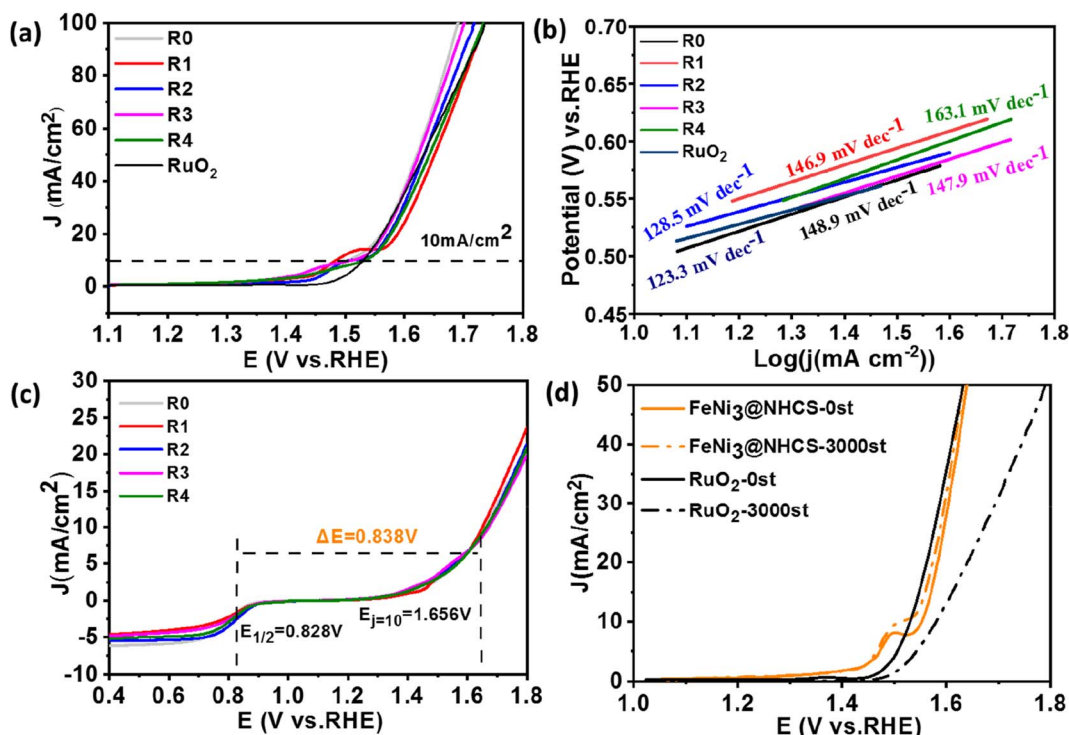 (a)
100
80
60
40
20
0
J (mA/cm²)
R0
R1
R2
R3
R4
RuO₂
10mA/cm²
1.1 1.2 1.3 1.4 1.5 1.6 1.7 1.8
E (V vs.RHE)
(b)
0.70
0.65
0.60
0.55
0.50
0.45
Potential (V) vs.RHE
R0
R1
R2
R3
R4
RuO₂
163.1 mV dec⁻¹
146.9 mV dec⁻¹
128.5 mV dec⁻¹
147.9 mV dec⁻¹
148.9 mV dec⁻¹
123.3 mV dec⁻¹
1.0 1.1 1.2 1.3 1.4 1.5 1.6 1.7 1.8
Log(j(mA cm⁻²))
(c)
30
25
20
15
10
5
0
-5
-10
J(mA/cm²)
R0
R1
R2
R3
R4
ΔE=0.838V
E₁/₂=0.828V
Eⱼ₌₁₀=1.656V
0.4 0.6 0.8 1.0 1.2 1.4 1.6 1.8
E (V vs.RHE)
(d)
50
40
30
20
10
0
J(mA/cm²)
FeNi₃@NHCS-0st
FeNi₃@NHCS-3000st
RuO₂-0st
RuO₂-3000st
1.0 1.2 1.4 1.6 1.8
E (V vs.RHE)